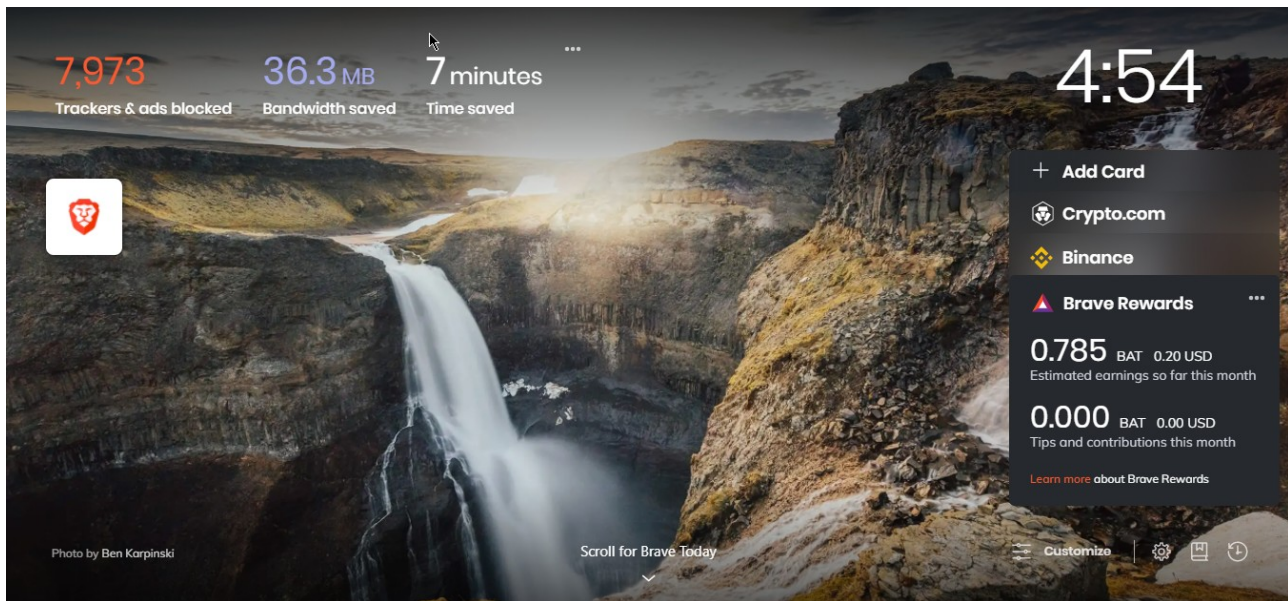 7,973
Trackers & ads blocked
36.3 MB
Bandwidth saved
7 minutes
Time saved
4:54
Add Card
Crypto.com
Binance
Brave Rewards
0.785 BAT 0.20 USD
Estimated earnings so far this month
0.000 BAT 0.00 USD
Tips and contributions this month
Learn more about Brave Rewards
Photo by Ben Karpinski
Scroll for Brave Today
Customize